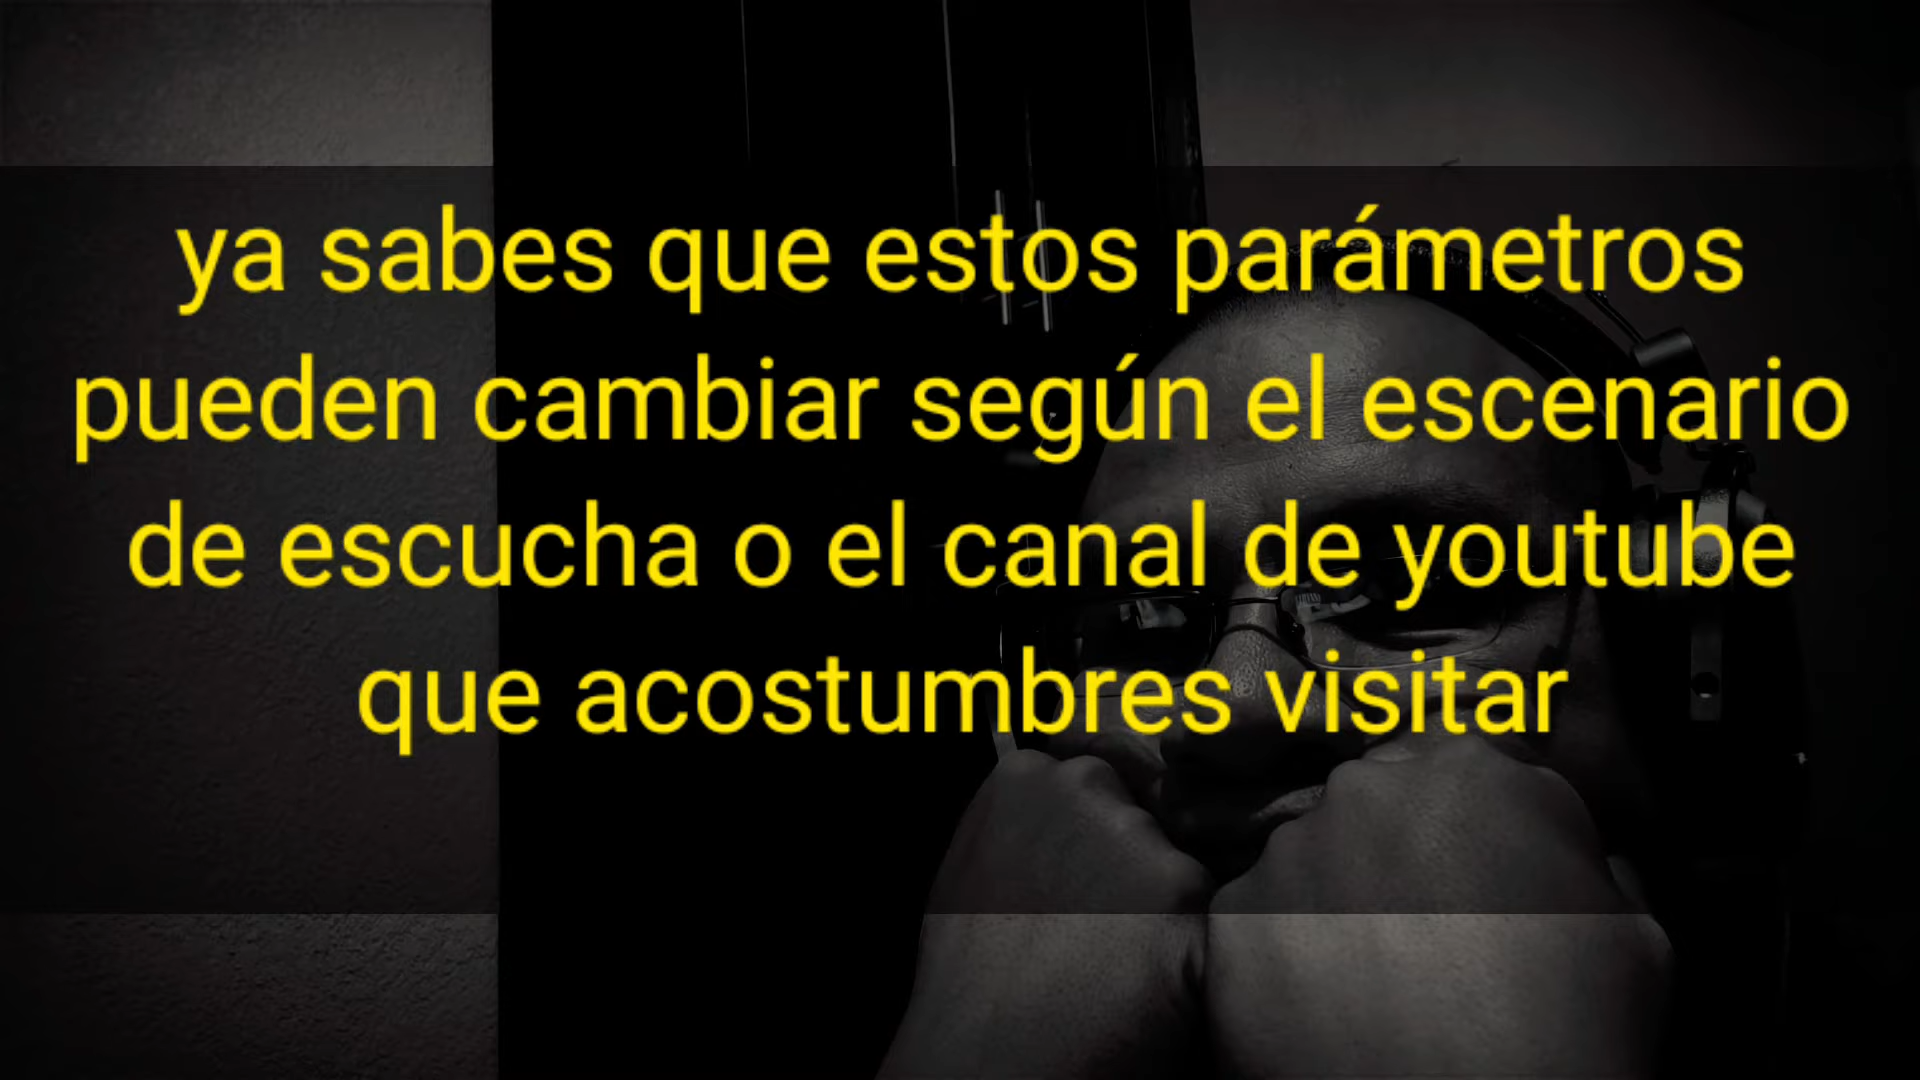 ya sabes que estos parámetros
pueden cambiar según el escenario
de escucha o el canal de youtube
que acostumbres visitar